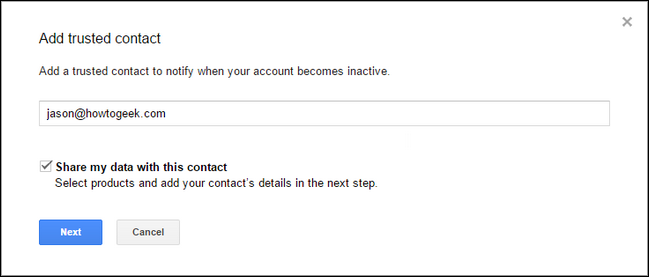 Add trusted contact
Add a trusted contact to notify when your account becomes inactive.
jason@howtogeek.com
Share my data with this contact
Select products and add your contact's details in the next step.
Next
Cancel